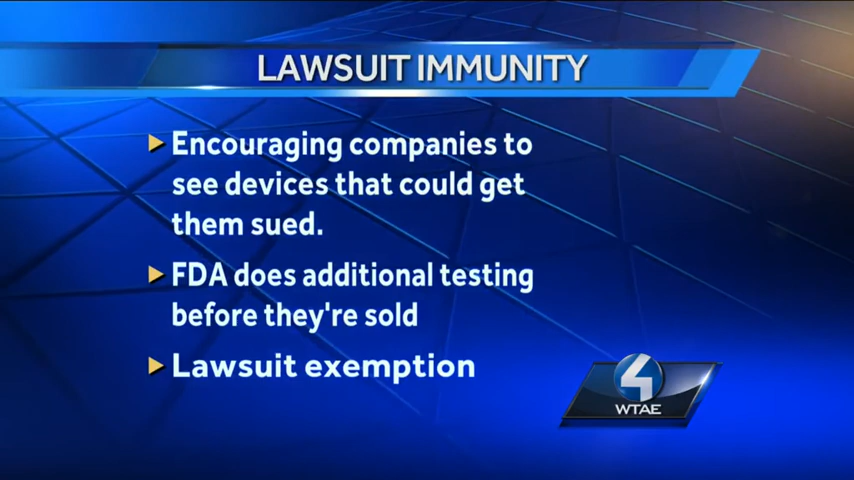 LAWSUIT IMMUNITY
Encouraging companies to
see devices that could get
them sued.
FDA does additional testing
before they're sold
Lawsuit exemption
4
WTAE